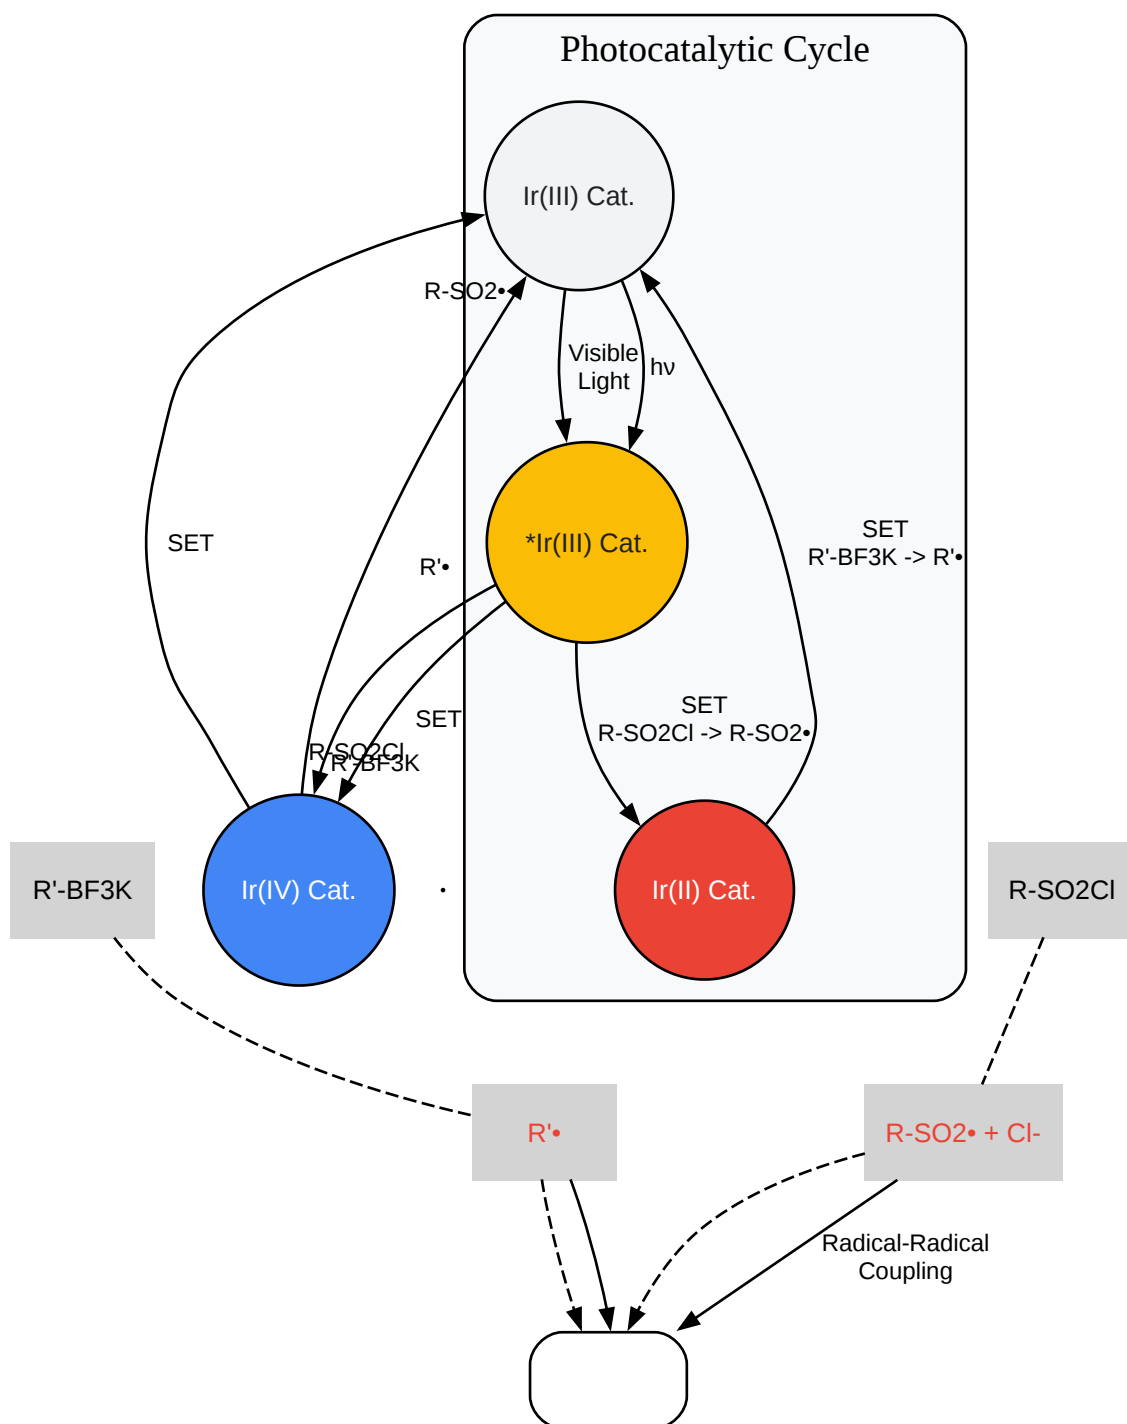 Photocatalytic Cycle
Ir(III) Cat.
R-SO2•
Visible
Light
hν
*Ir(III) Cat.
SET
SET
R'-BF3K -> R'•
R'•
SET
SET
R-SO2Cl -> R-SO2•
R-SO2Cl
R'-BF3K
R'-BF3K
Ir(IV) Cat.
Ir(II) Cat.
R-SO2Cl
R'•
R-SO2• + Cl-
Radical-Radical
Coupling